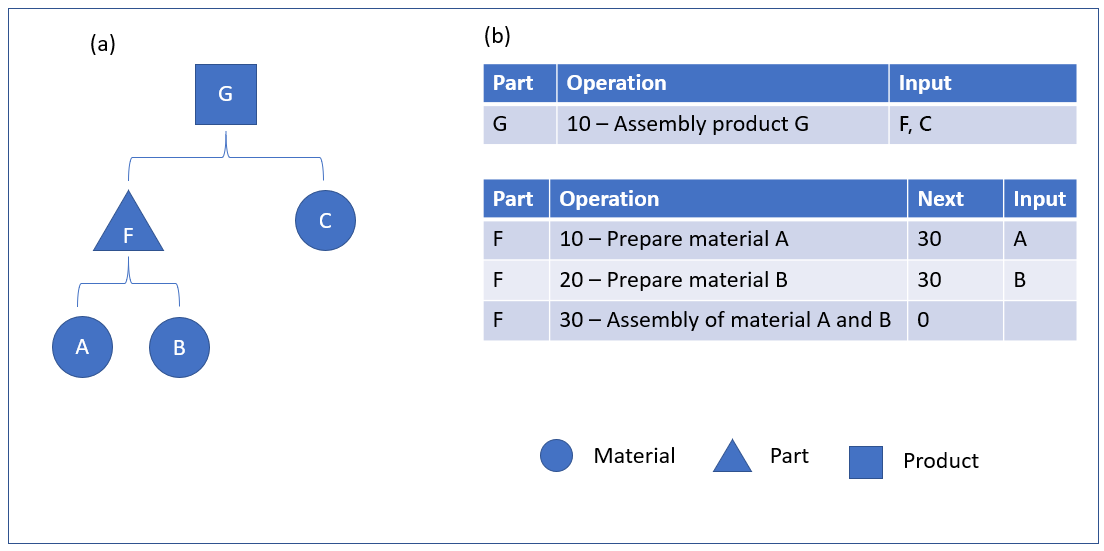 (a)
G
F
C
A
B
(b)
Part Operation Input
G 10 – Assembly product G F, C
Part Operation Next Input
F 10 – Prepare material A 30 A
F 20 – Prepare material B 30 B
F 30 – Assembly of material A and B 0
Material Part Product